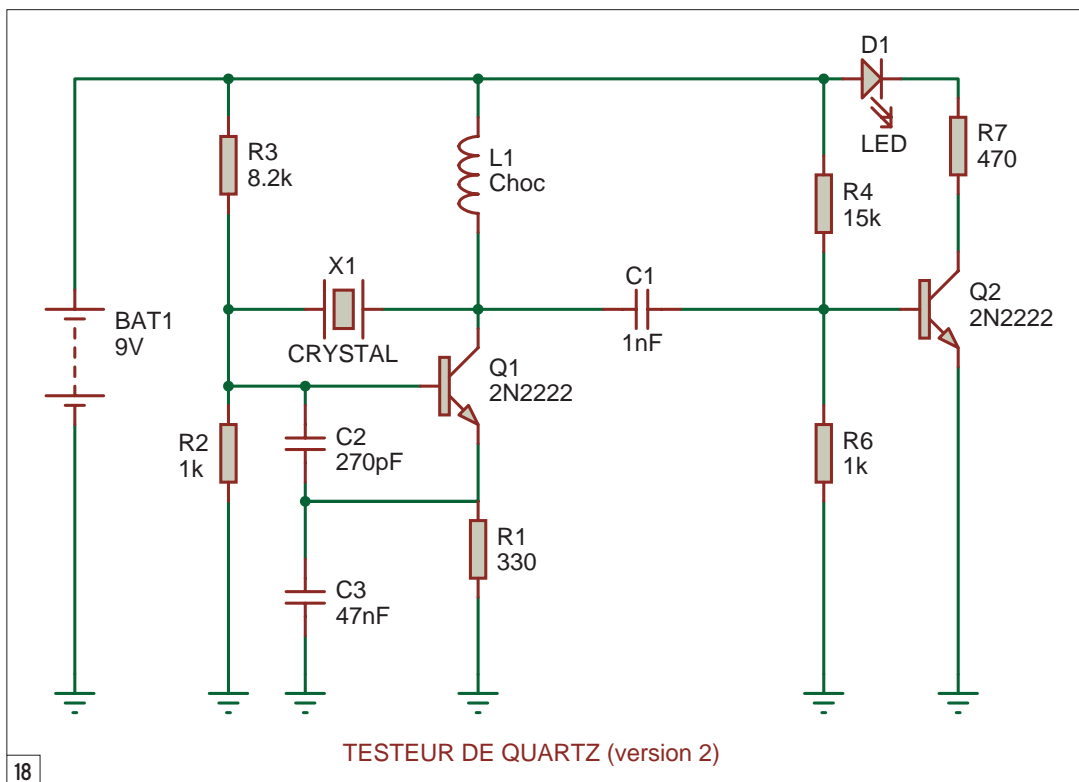 D1
LED
R3
8.2k
L1
Choc
R7
470
R4
15k
X1
CRYSTAL
C1
1nF
BAT1
9V
Q2
2N2222
Q1
2N2222
R2
1k
C2
270pF
R6
1k
R1
330
C3
47nF
TESTEUR DE QUARTZ (version 2)
18